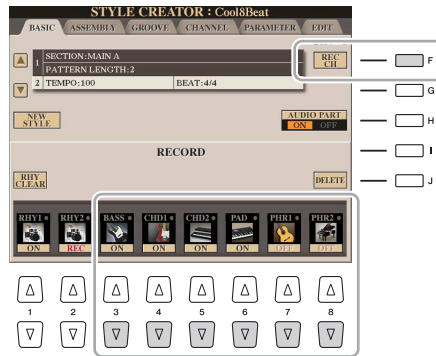 STYLE CREATOR : Cool8Beat
BASIC ASSEMBLY GROOVE CHANNEL PARAMETER EDIT
1 SECTION:MAIN A
PATTERN LENGTH:2
2 TEMPO:100 BEAT:4/4
REC CH
F
G
NEW STYLE
AUDIO PART
ON OFF
H
RECORD
I
RHY CLEAR
DELETE
J
RHY1 RHY2 BASS CHD1 CHD2 PAD PHR1 PHR2
ON REC ON ON ON ON OFF OFF
1 2 3 4 5 6 7 8